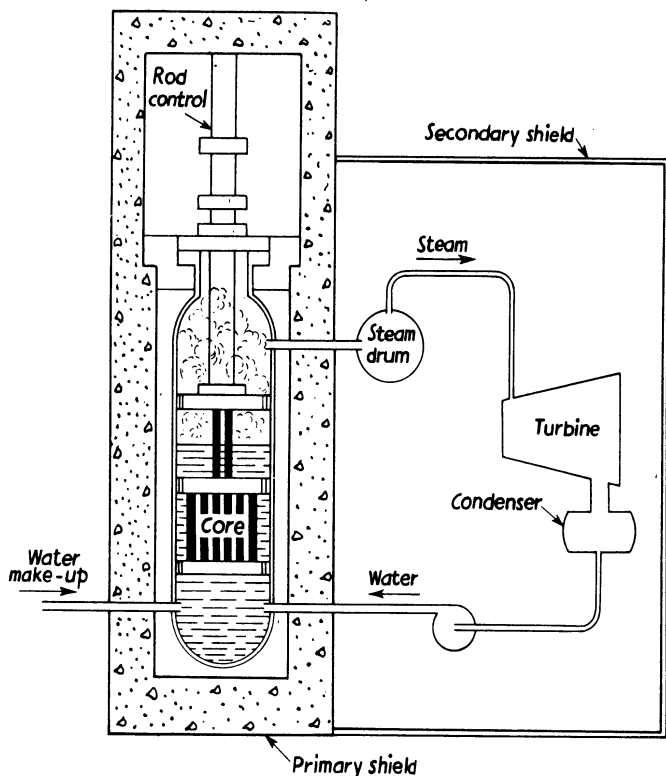 Rod
control
Secondary shield
Steam
Steam
drum
Turbine
Condenser
Core
Water
make-up
Water
Primary shield